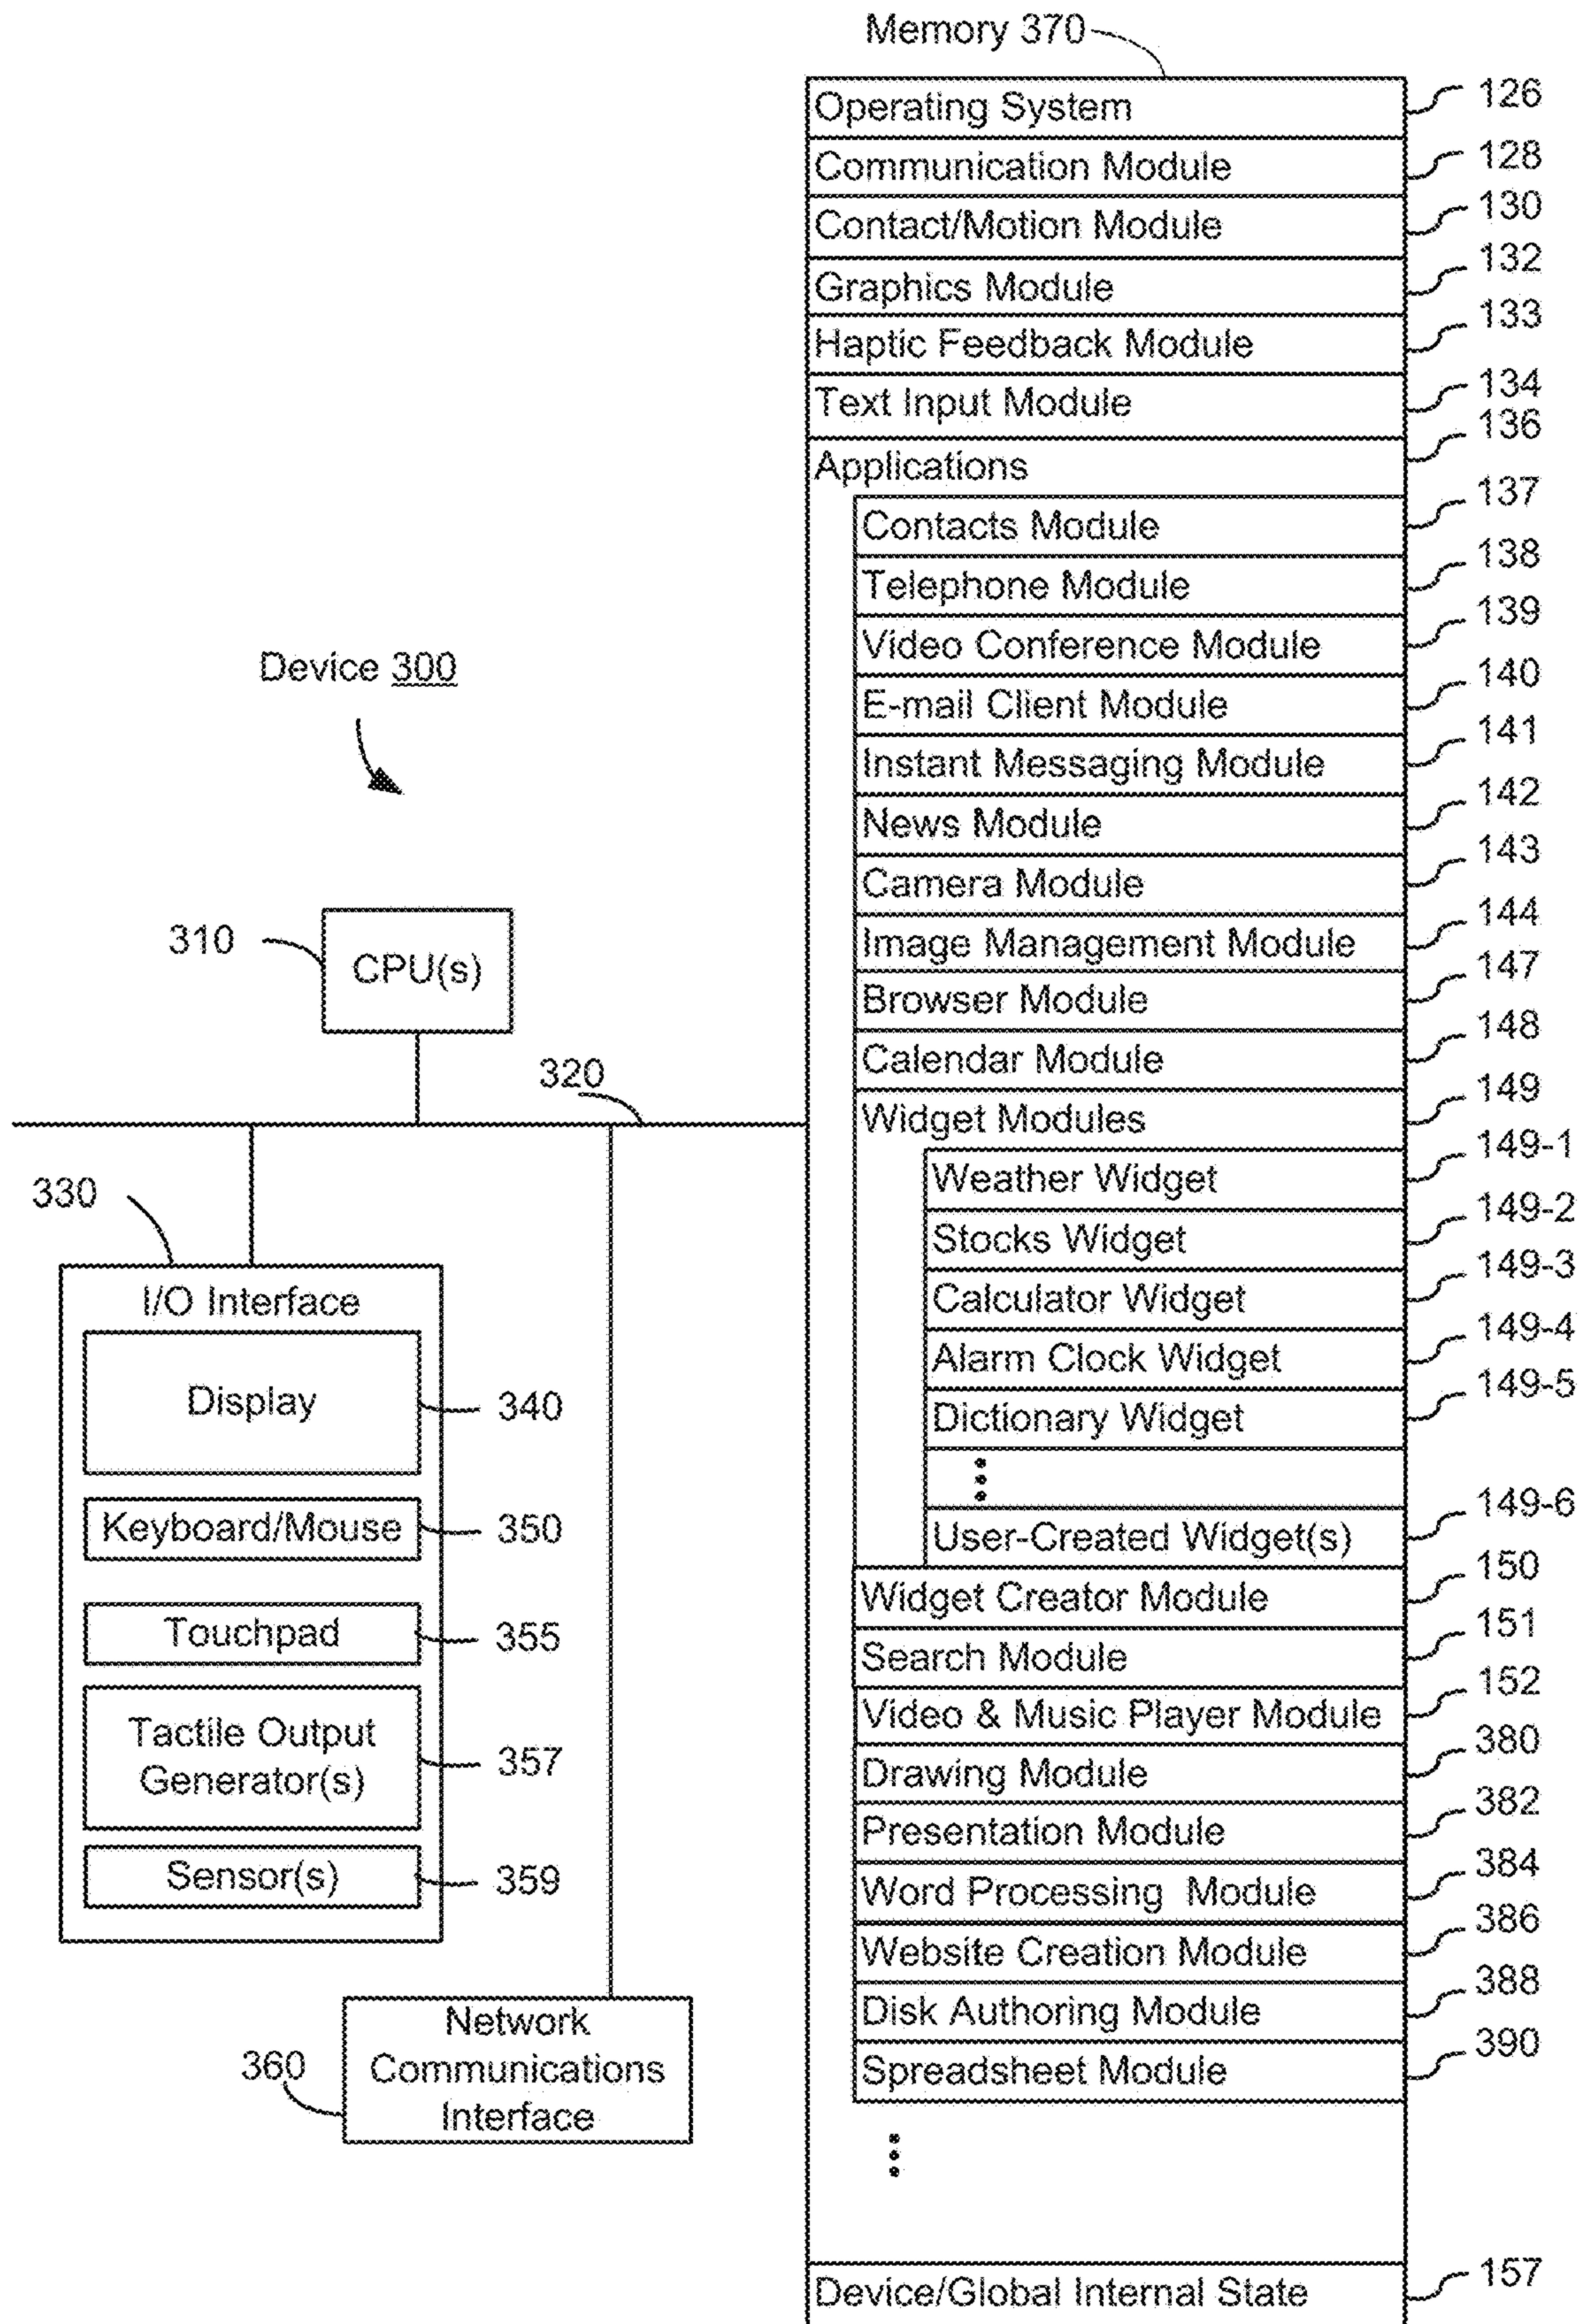 Memory 370
Operating System 126
Communication Module 128
Contact/Motion Module 130
Graphics Module 132
Haptic Feedback Module 133
Text Input Module 134
Applications 136
Contacts Module 137
Telephone Module 138
Video Conference Module 139
E-mail Client Module 140
Instant Messaging Module 141
News Module 142
Camera Module 143
Image Management Module 144
Browser Module 147
Calendar Module 148
Widget Modules 149
Weather Widget 149-1
Stocks Widget 149-2
Calculator Widget 149-3
Alarm Clock Widget 149-4
Dictionary Widget 149-5
User-Created Widget(s) 149-6
Widget Creator Module 150
Search Module 151
Video & Music Player Module 152
Drawing Module 380
Presentation Module 382
Word Processing Module 384
Website Creation Module 386
Disk Authoring Module 388
Spreadsheet Module 390
Device/Global Internal State 157
Device 300
310
CPU(s)
320
330
I/O Interface
Display 340
Keyboard/Mouse 350
Touchpad 355
Tactile Output
Generator(s) 357
Sensor(s) 359
360
Network
Communications
Interface